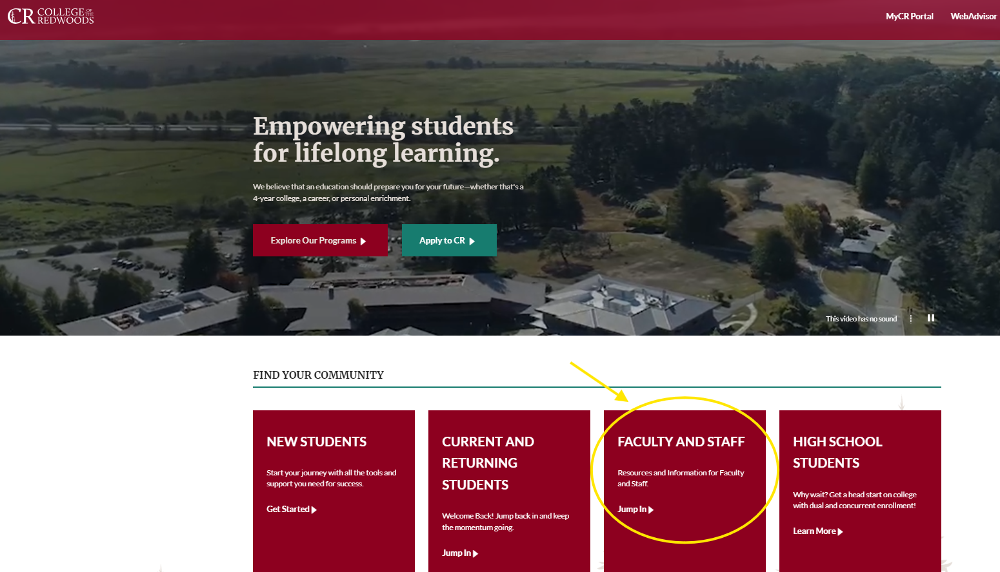 CR COLLEGE OF THE
REDWOODS
MyCR Portal
WebAdvisor
Empowering students
for lifelong learning.
We believe that an education should prepare you for your future—whether that's a
4-year college, a career, or personal enrichment.
Explore Our Programs
Apply to CR
This video has no sound
FIND YOUR COMMUNITY
NEW STUDENTS
Start your journey with all the tools and
support you need for success.
Get Started
CURRENT AND
RETURNING
STUDENTS
Welcome Back! Jump back in and keep
the momentum going.
Jump In
FACULTY AND STAFF
Resources and Information for Faculty
and Staff.
Jump In
HIGH SCHOOL
STUDENTS
Why wait? Get a head start on college
with dual and concurrent enrollment!
Learn More